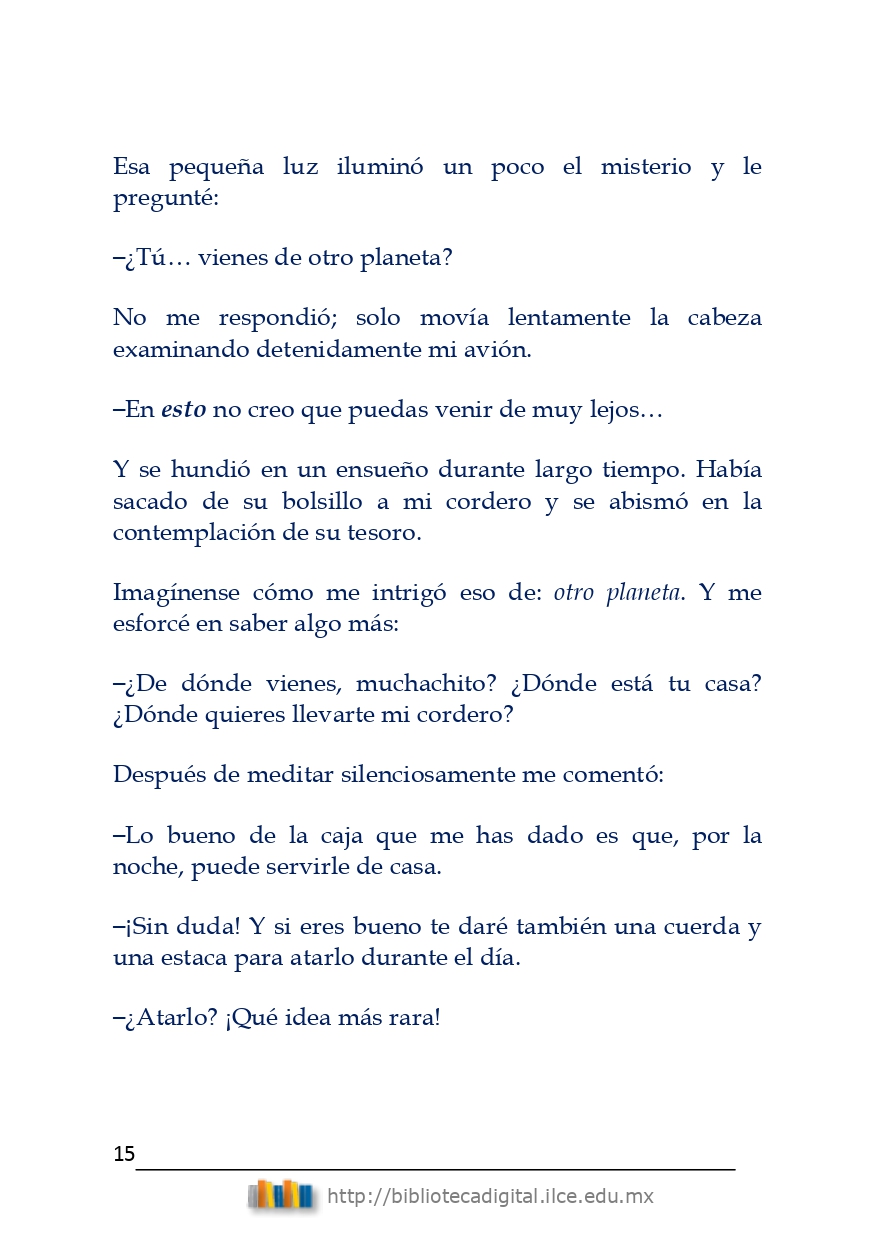 Esa pequeña luz iluminó un poco el misterio y le
pregunté:
–¿Tú… vienes de otro planeta?
No me respondió; solo movía lentamente la cabeza
examinando detenidamente mi avión.
–En esto no creo que puedas venir de muy lejos…
Y se hundió en un ensueño durante largo tiempo. Había
sacado de su bolsillo a mi cordero y se abismó en la
contemplación de su tesoro.
Imagínense cómo me intrigó eso de: otro planeta. Y me
esforcé en saber algo más:
–¿De dónde vienes, muchachito? ¿Dónde está tu casa?
¿Dónde quieres llevarte mi cordero?
Después de meditar silenciosamente me comentó:
–Lo bueno de la caja que me has dado es que, por la
noche, puede servirle de casa.
–¡Sin duda! Y si eres bueno te daré también una cuerda y
una estaca para atarlo durante el día.
–¿Atarlo? ¡Qué idea más rara!
15
http://bibliotecadigital.ilce.edu.mx